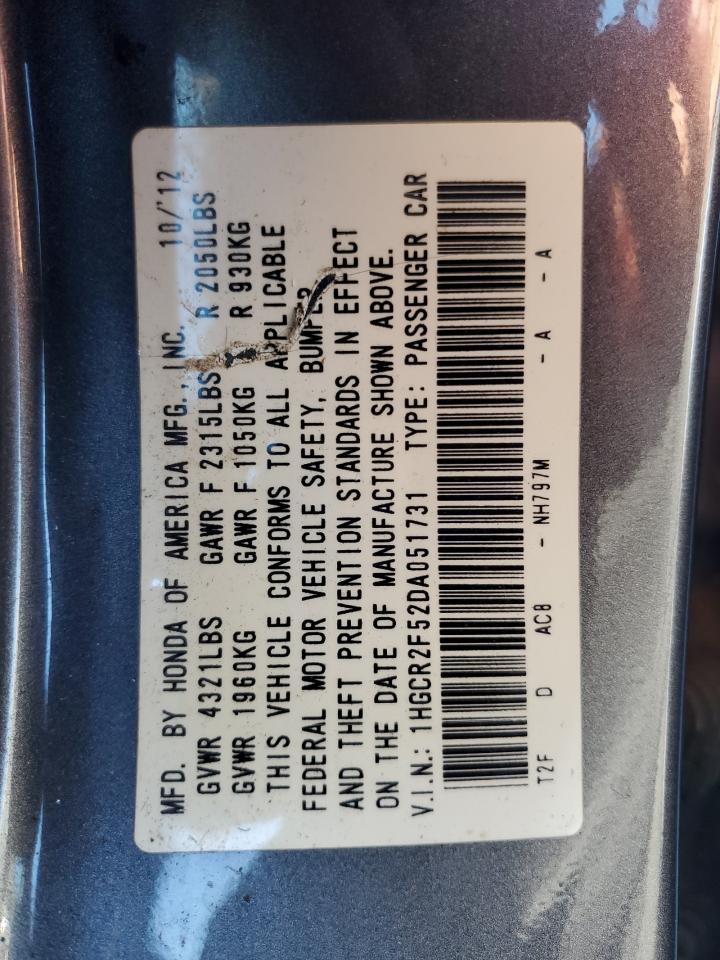 MFD. BY HONDA OF AMERICA MFG., INC. 10/'12
GVWR 4321LBS GAWR F 2315LBS R 2050LBS
GVWR 1960KG GAWR F 1050KG R 930KG
THIS VEHICLE CONFORMS TO ALL APPLICABLE
FEDERAL MOTOR VEHICLE SAFETY, BUMPER
AND THEFT PREVENTION STANDARDS IN EFFECT
ON THE DATE OF MANUFACTURE SHOWN ABOVE.
V.I.N.: 1HGCR2F52DA051731 TYPE: PASSENGER CAR
T2F D AC8 - NH797M - A - A